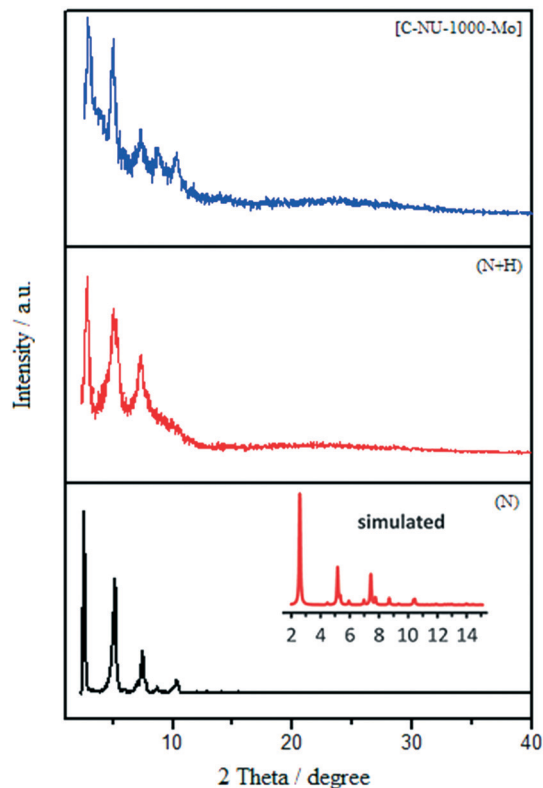 [C-NU-1000-Mo]
(N+H)
(N)
simulated
2 4 6 8 10 12 14
Intensity / a.u.
10 20 30 40
2 Theta / degree